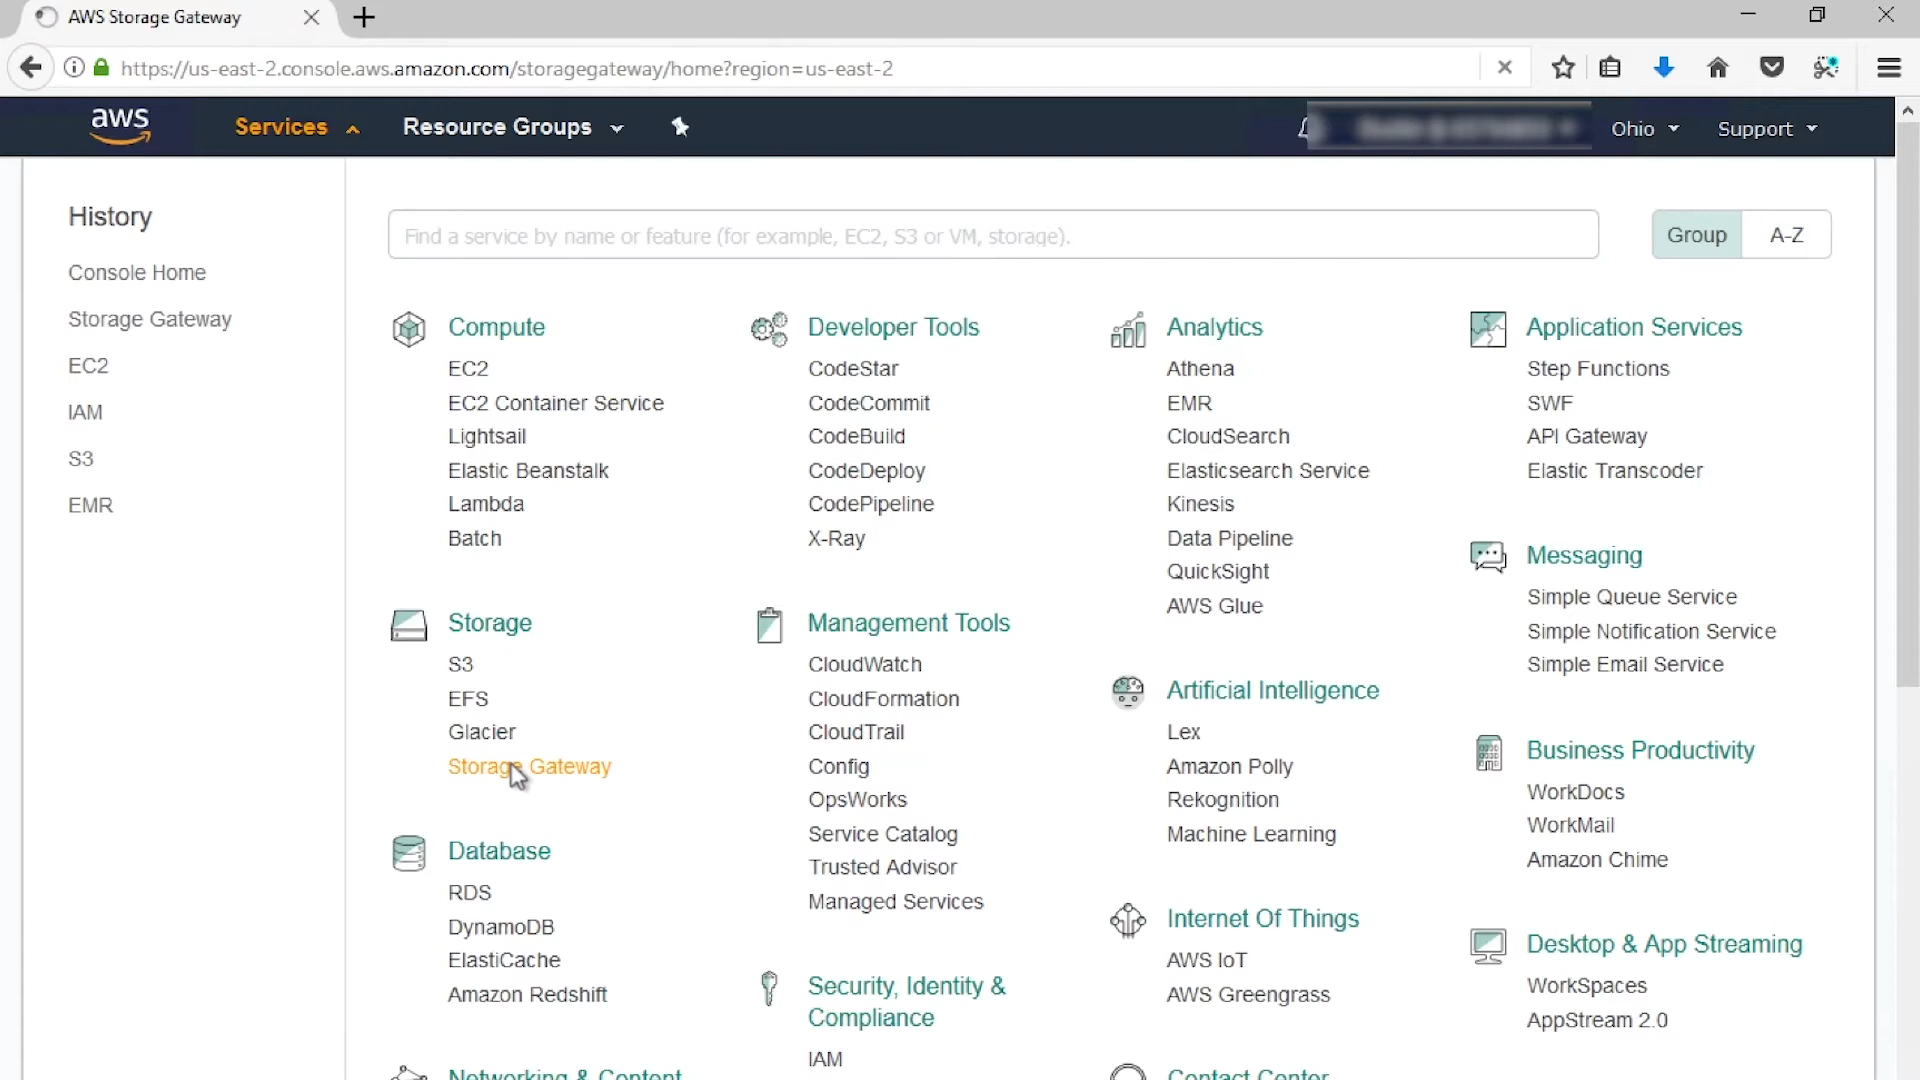 AWS Storage Gateway
https://us-east-2.console.aws.amazon.com/storagegateway/home?region=us-east-2
aws
Services
Resource Groups
Ohio
Support
History
Console Home
Storage Gateway
EC2
IAM
S3
EMR
Find a service by name or feature (for example, EC2, S3 or VM, storage).
Group
A-Z
Compute
EC2
EC2 Container Service
Lightsail
Elastic Beanstalk
Lambda
Batch
Storage
S3
EFS
Glacier
Storage Gateway
Database
RDS
DynamoDB
ElastiCache
Amazon Redshift
Networking & Content
Developer Tools
CodeStar
CodeCommit
CodeBuild
CodeDeploy
CodePipeline
X-Ray
Management Tools
CloudWatch
CloudFormation
CloudTrail
Config
OpsWorks
Service Catalog
Trusted Advisor
Managed Services
Security, Identity &
Compliance
IAM
Analytics
Athena
EMR
CloudSearch
Elasticsearch Service
Kinesis
Data Pipeline
QuickSight
AWS Glue
Artificial Intelligence
Lex
Amazon Polly
Rekognition
Machine Learning
Internet Of Things
AWS IoT
AWS Greengrass
Contact Center
Application Services
Step Functions
SWF
API Gateway
Elastic Transcoder
Messaging
Simple Queue Service
Simple Notification Service
Simple Email Service
Business Productivity
WorkDocs
WorkMail
Amazon Chime
Desktop & App Streaming
WorkSpaces
AppStream 2.0